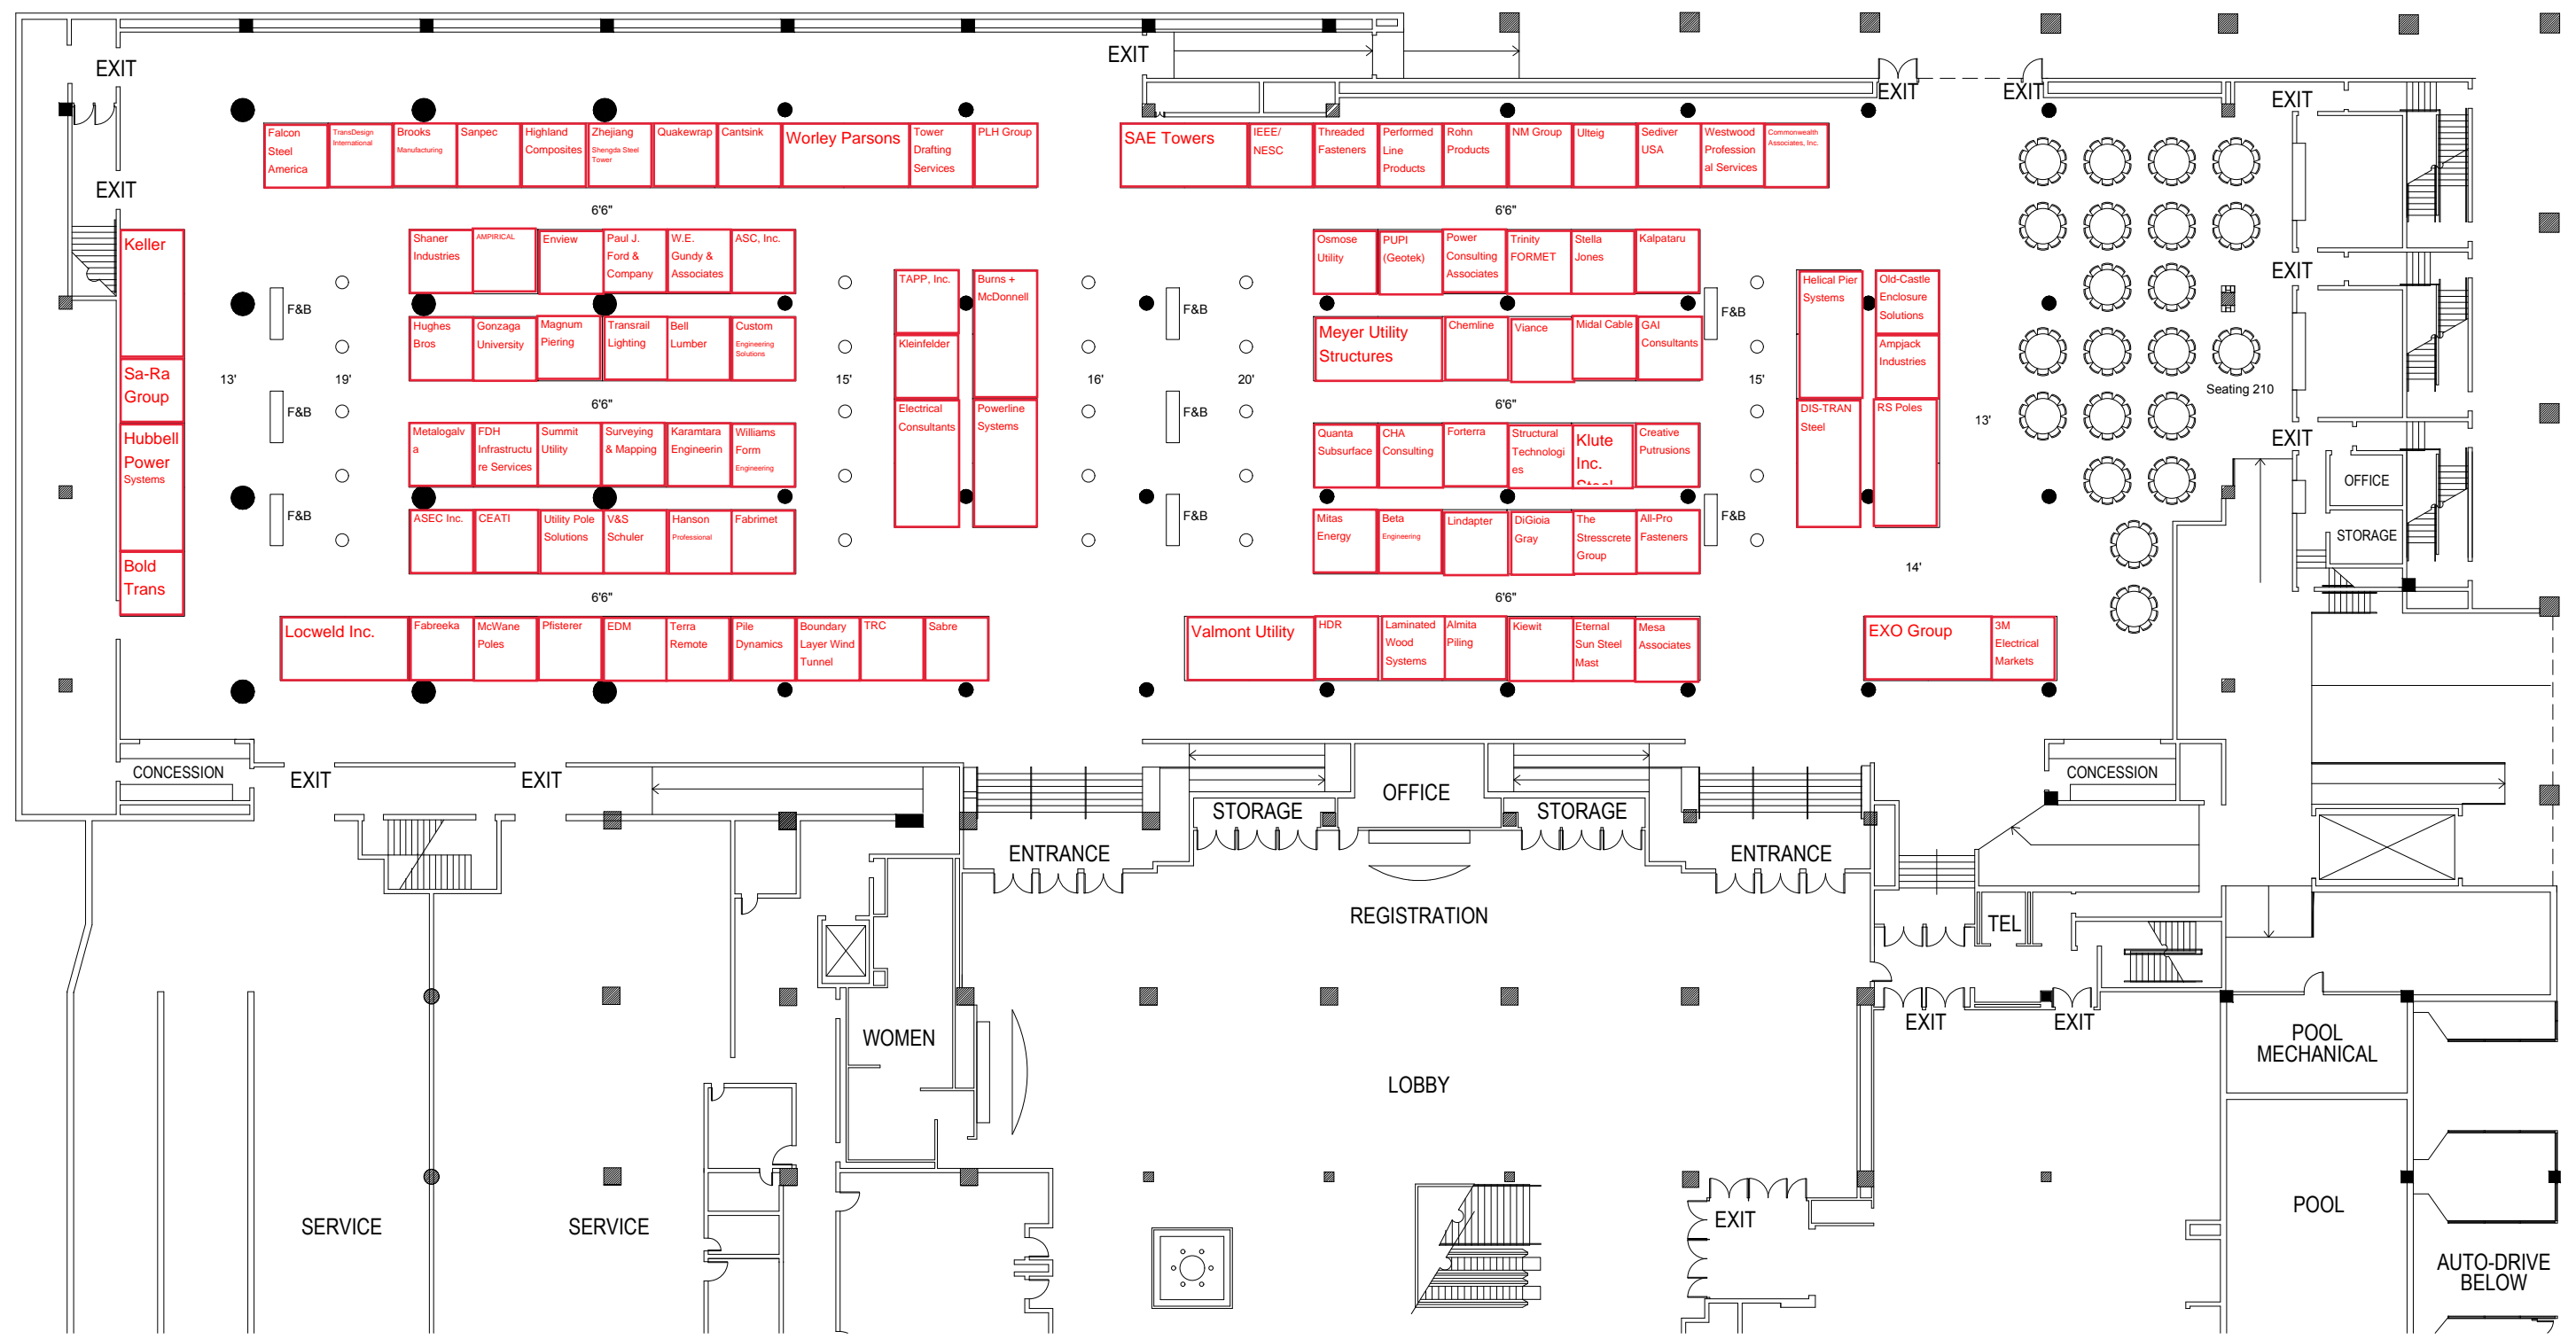 EXIT
EXIT
EXIT
EXIT
EXIT
EXIT
Falcon
Steel
America
TransDesign
International
Brooks
Manufacturing
Sanpec
Highland
Composites
Zhejiang
Shengda Steel
Tower
Quakewrap
Cantsink
Worley Parsons
Tower
Drafting
Services
PLH Group
SAE Towers
IEEE/
NESC
Threaded
Fasteners
Performed
Line
Products
Rohn
Products
NM Group
Ulteig
Sediver
USA
Westwood
Profession
al Services
Commonwealth
Associates, Inc.
6'6"
6'6"
Keller
Sa-Ra
Group
Hubbell
Power
Systems
Bold
Trans
Shaner
Industries
AMPIRICAL
Enview
Paul J.
Ford &
Company
W.E.
Gundy &
Associates
ASC, Inc.
Osmose
Utility
PUPI
(Geotek)
Power
Consulting
Associates
Trinity
FORMET
Stella
Jones
Kalpataru
F&B
F&B
F&B
TAPP, Inc.
Burns +
McDonnell
Kleinfelder
Electrical
Consultants
Powerline
Systems
F&B
F&B
F&B
Helical Pier
Systems
Old-Castle
Enclosure
Solutions
Ampjack
Industries
DIS-TRAN
Steel
RS Poles
EXIT
Hughes
Bros
Gonzaga
University
Magnum
Piering
Transrail
Lighting
Bell
Lumber
Custom
Engineering
Solutions
Meyer Utility
Structures
Chemline
Viance
Midal Cable
GAI
Consultants
F&B
F&B
13'
19'
15'
16'
20'
15'
Seating 210
6'6"
6'6"
13'
Metalogalv
a
FDH
Infrastructu
re Services
Summit
Utility
Surveying
& Mapping
Karamtara
Engineerin
Williams
Form
Engineering
Quanta
Subsurface
CHA
Consulting
Forterra
Structural
Technologi
es
Klute
Inc.
Creative
Putrusions
EXIT
OFFICE
STORAGE
ASEC Inc.
CEATI
Utility Pole
Solutions
V&S
Schuler
Hanson
Professional
Fabrimet
Mitas
Energy
Beta
Engineering
Lindapter
DiGioia
Gray
The
Stresscrete
Group
All-Pro
Fasteners
14'
6'6"
6'6"
Locweld Inc.
Fabreeka
McWane
Poles
Pfisterer
EDM
Terra
Remote
Pile
Dynamics
Boundary
Layer Wind
Tunnel
TRC
Sabre
Valmont Utility
HDR
Laminated
Wood
Systems
Almita
Piling
Kiewit
Eternal
Sun Steel
Mast
Mesa
Associates
EXO Group
3M
Electrical
Markets
CONCESSION
EXIT
EXIT
STORAGE
OFFICE
STORAGE
CONCESSION
ENTRANCE
ENTRANCE
REGISTRATION
TEL
WOMEN
EXIT
EXIT
POOL
MECHANICAL
LOBBY
SERVICE
SERVICE
EXIT
POOL
AUTO-DRIVE
BELOW